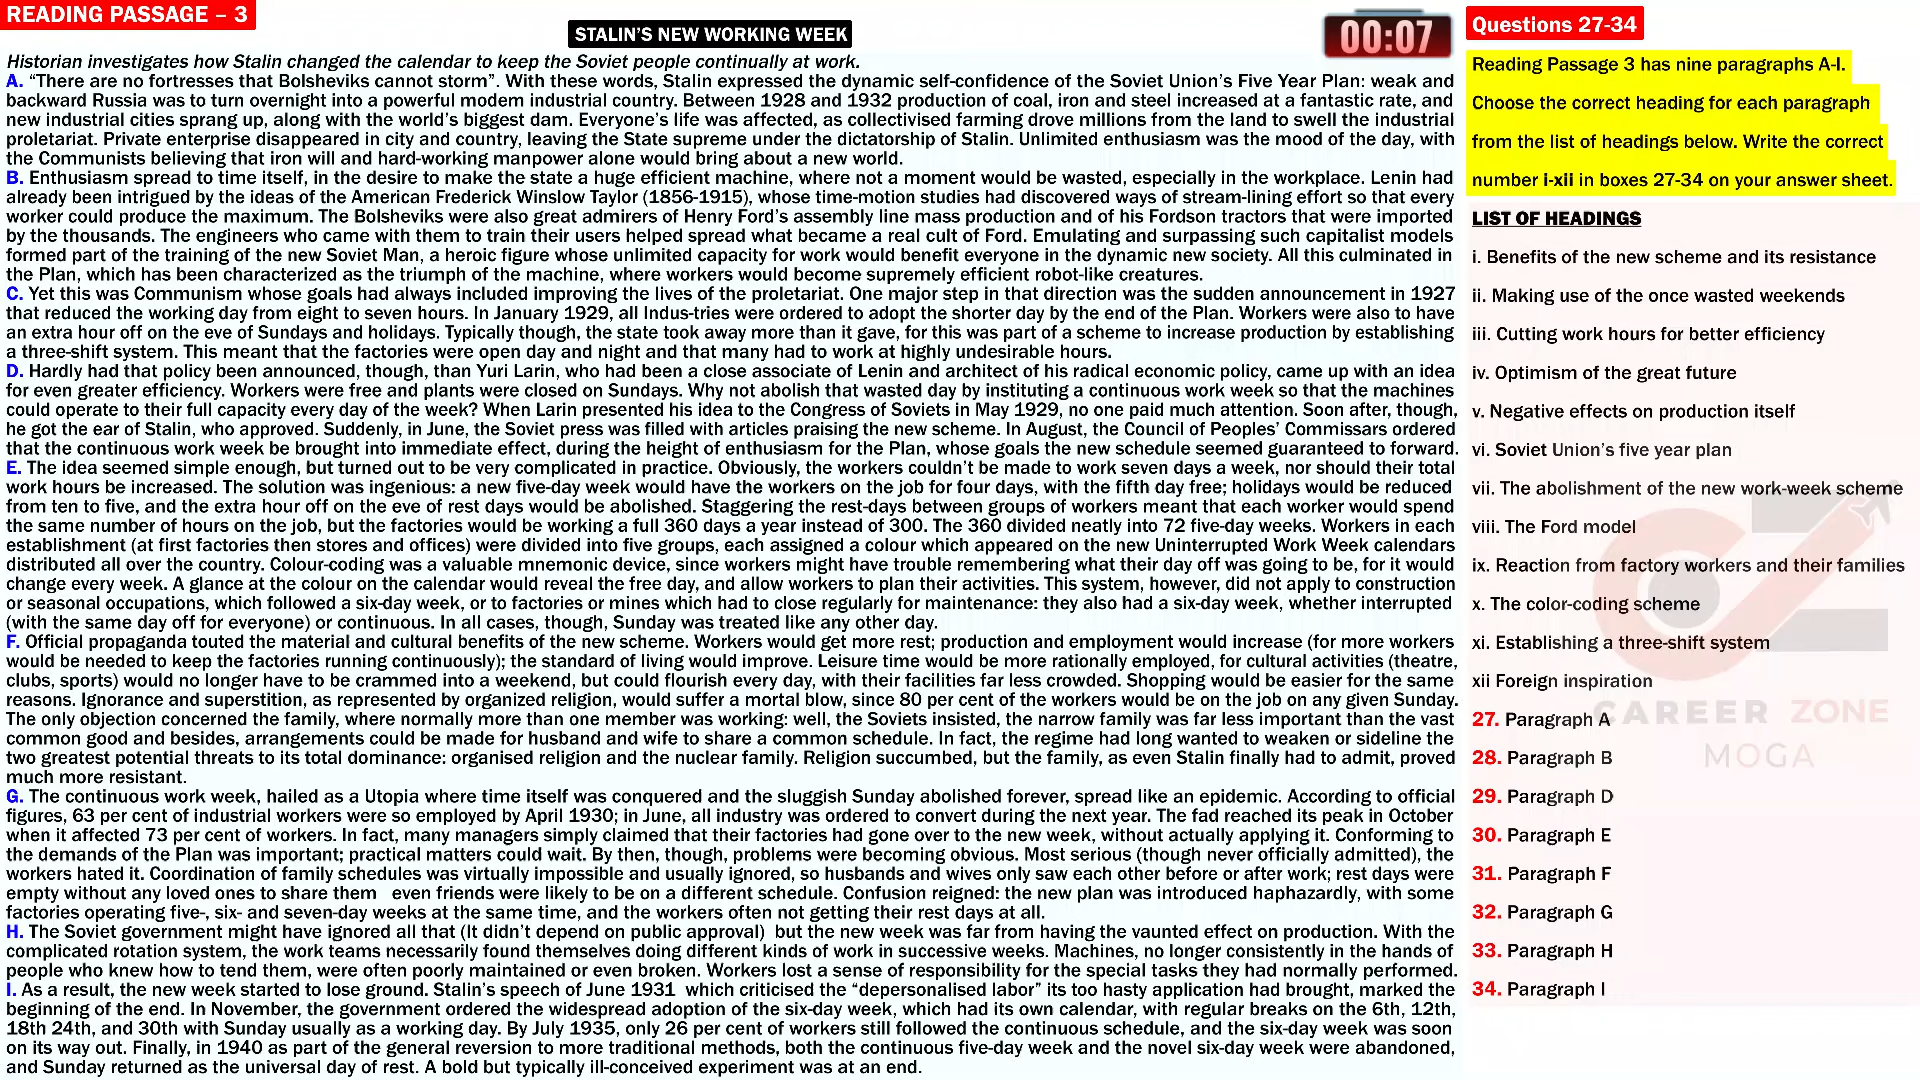 READING PASSAGE – 3
STALIN'S NEW WORKING WEEK
00:07
Historian investigates how Stalin changed the calendar to keep the Soviet people continually at work.
A. “There are no fortresses that Bolsheviks cannot storm”. With these words, Stalin expressed the dynamic self-confidence of the Soviet Union's Five Year Plan: weak and
backward Russia was to turn overnight into a powerful modem industrial country. Between 1928 and 1932 production of coal, iron and steel increased at a fantastic rate, and
new industrial cities sprang up, along with the world's biggest dam. Everyone's life was affected, as collectivised farming drove millions from the land to swell the industrial
proletariat. Private enterprise disappeared in city and country, leaving the State supreme under the dictatorship of Stalin. Unlimited enthusiasm was the mood of the day, with
the Communists believing that iron will and hard-working manpower alone would bring about a new world.
B. Enthusiasm spread to time itself, in the desire to make the state a huge efficient machine, where not a moment would be wasted, especially in the workplace. Lenin had
already been intrigued by the ideas of the American Frederick Winslow Taylor (1856-1915), whose time-motion studies had discovered ways of stream-lining effort so that every
worker could produce the maximum. The Bolsheviks were also great admirers of Henry Ford's assembly line mass production and of his Fordson tractors that were imported
by the thousands. The engineers who came with them to train their users helped spread what became a real cult of Ford. Emulating and surpassing such capitalist models
formed part of the training of the new Soviet Man, a heroic figure whose unlimited capacity for work would benefit everyone in the dynamic new society. All this culminated in
the Plan, which has been characterized as the triumph of the machine, where workers would become supremely efficient robot-like creatures.
C. Yet this was Communism whose goals had always included improving the lives of the proletariat. One major step in that direction was the sudden announcement in 1927
that reduced the working day from eight to seven hours. In January 1929, all Indus-tries were ordered to adopt the shorter day by the end of the Plan. Workers were also to have
an extra hour off on the eve of Sundays and holidays. Typically though, the state took away more than it gave, for this was part of a scheme to increase production by establishing
a three-shift system. This meant that the factories were open day and night and that many had to work at highly undesirable hours.
D. Hardly had that policy been announced, though, than Yuri Larin, who had been a close associate of Lenin and architect of his radical economic policy, came up with an idea
for even greater efficiency. Workers were free and plants were closed on Sundays. Why not abolish that wasted day by instituting a continuous work week so that the machines
could operate to their full capacity every day of the week? When Larin presented his idea to the Congress of Soviets in May 1929, no one paid much attention. Soon after, though,
he got the ear of Stalin, who approved. Suddenly, in June, the Soviet press was filled with articles praising the new scheme. In August, the Council of Peoples' Commissars ordered
that the continuous work week be brought into immediate effect, during the height of enthusiasm for the Plan, whose goals the new schedule seemed guaranteed to forward.
E. The idea seemed simple enough, but turned out to be very complicated in practice. Obviously, the workers couldn't be made to work seven days a week, nor should their total
work hours be increased. The solution was ingenious: a new five-day week would have the workers on the job for four days, with the fifth day free; holidays would be reduced
from ten to five, and the extra hour off on the eve of rest days would be abolished. Staggering the rest-days between groups of workers meant that each worker would spend
the same number of hours on the job, but the factories would be working a full 360 days a year instead of 300. The 360 divided neatly into 72 five-day weeks. Workers in each
establishment (at first factories then stores and offices) were divided into five groups, each assigned a colour which appeared on the new Uninterrupted Work Week calendars
distributed all over the country. Colour-coding was a valuable mnemonic device, since workers might have trouble remembering what their day off was going to be, for it would
change every week. A glance at the colour on the calendar would reveal the free day, and allow workers to plan their activities. This system, however, did not apply to construction
or seasonal occupations, which followed a six-day week, or to factories or mines which had to close regularly for maintenance: they also had a six-day week, whether interrupted
(with the same day off for everyone) or continuous. In all cases, though, Sunday was treated like any other day.
F. Official propaganda touted the material and cultural benefits of the new scheme. Workers would get more rest; production and employment would increase (for more workers
would be needed to keep the factories running continuously); the standard of living would improve. Leisure time would be more rationally employed, for cultural activities (theatre,
clubs, sports) would no longer have to be crammed into a weekend, but could flourish every day, with their facilities far less crowded. Shopping would be easier for the same
reasons. Ignorance and superstition, as represented by organized religion, would suffer a mortal blow, since 80 per cent of the workers would be on the job on any given Sunday.
The only objection concerned the family, where normally more than one member was working: well, the Soviets insisted, the narrow family was far less important than the vast
common good and besides, arrangements could be made for husband and wife to share a common schedule. In fact, the regime had long wanted to weaken or sideline the
two greatest potential threats to its total dominance: organised religion and the nuclear family. Religion succumbed, but the family, as even Stalin finally had to admit, proved
much more resistant.
G. The continuous work week, hailed as a Utopia where time itself was conquered and the sluggish Sunday abolished forever, spread like an epidemic. According to official
figures, 63 per cent of industrial workers were so employed by April 1930; in June, all industry was ordered to convert during the next year. The fad reached its peak in October
when it affected 73 per cent of workers. In fact, many managers simply claimed that their factories had gone over to the new week, without actually applying it. Conforming to
the demands of the Plan was important; practical matters could wait. By then, though, problems were becoming obvious. Most serious (though never officially admitted), the
workers hated it. Coordination of family schedules was virtually impossible and usually ignored, so husbands and wives only saw each other before or after work; rest days were
empty without any loved ones to share them even friends were likely to be on a different schedule. Confusion reigned: the new plan was introduced haphazardly, with some
factories operating five-, six- and seven-day weeks at the same time, and the workers often not getting their rest days at all.
H. The Soviet government might have ignored all that (It didn't depend on public approval) but the new week was far from having the vaunted effect on production. With the
complicated rotation system, the work teams necessarily found themselves doing different kinds of work in successive weeks. Machines, no longer consistently in the hands of
people who knew how to tend them, were often poorly maintained or even broken. Workers lost a sense of responsibility for the special tasks they had normally performed.
I. As a result, the new week started to lose ground. Stalin's speech of June 1931 which criticised the “depersonalised labor” its too hasty application had brought, marked the
beginning of the end. In November, the government ordered the widespread adoption of the six-day week, which had its own calendar, with regular breaks on the 6th, 12th,
18th 24th, and 30th with Sunday usually as a working day. By July 1935, only 26 per cent of workers still followed the continuous schedule, and the six-day week was soon
on its way out. Finally, in 1940 as part of the general reversion to more traditional methods, both the continuous five-day week and the novel six-day week were abandoned,
and Sunday returned as the universal day of rest. A bold but typically ill-conceived experiment was at an end.
Questions 27-34
Reading Passage 3 has nine paragraphs A-I.
Choose the correct heading for each paragraph
from the list of headings below. Write the correct
number i-xii in boxes 27-34 on your answer sheet.
LIST OF HEADINGS
i. Benefits of the new scheme and its resistance
ii. Making use of the once wasted weekends
iii. Cutting work hours for better efficiency
iv. Optimism of the great future
v. Negative effects on production itself
vi. Soviet Union's five year plan
vii. The abolishment of the new work-week scheme
viii. The Ford model
ix. Reaction from factory workers and their families
x. The color-coding scheme
xi. Establishing a three-shift system
xii Foreign inspiration
27. Paragraph A
28. Paragraph B
29. Paragraph D
30. Paragraph E
31. Paragraph F
32. Paragraph G
33. Paragraph H
34. Paragraph I
CAREER ZONE
MOGA